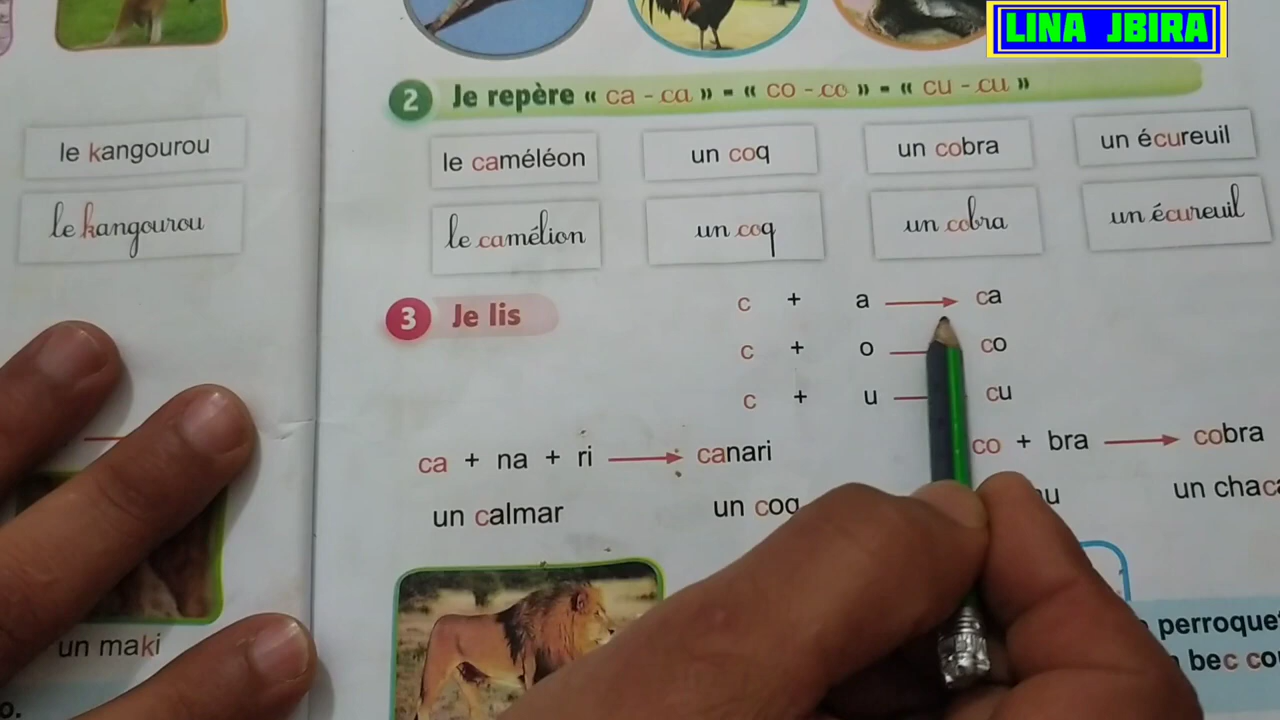 LINA JBIRA
le kangourou
le kangourou
un maki
2 Je repère « ca - ca » - « co - co » - « cu - cu »
le caméléon un coq un cobra un écureuil
le camélion un coq un cobra un écureuil
3 Je lis
c + a → ca
c + o co
c + u cu
ca + na + ri → canari co + bra → cobra
un calmar un coq un
bec